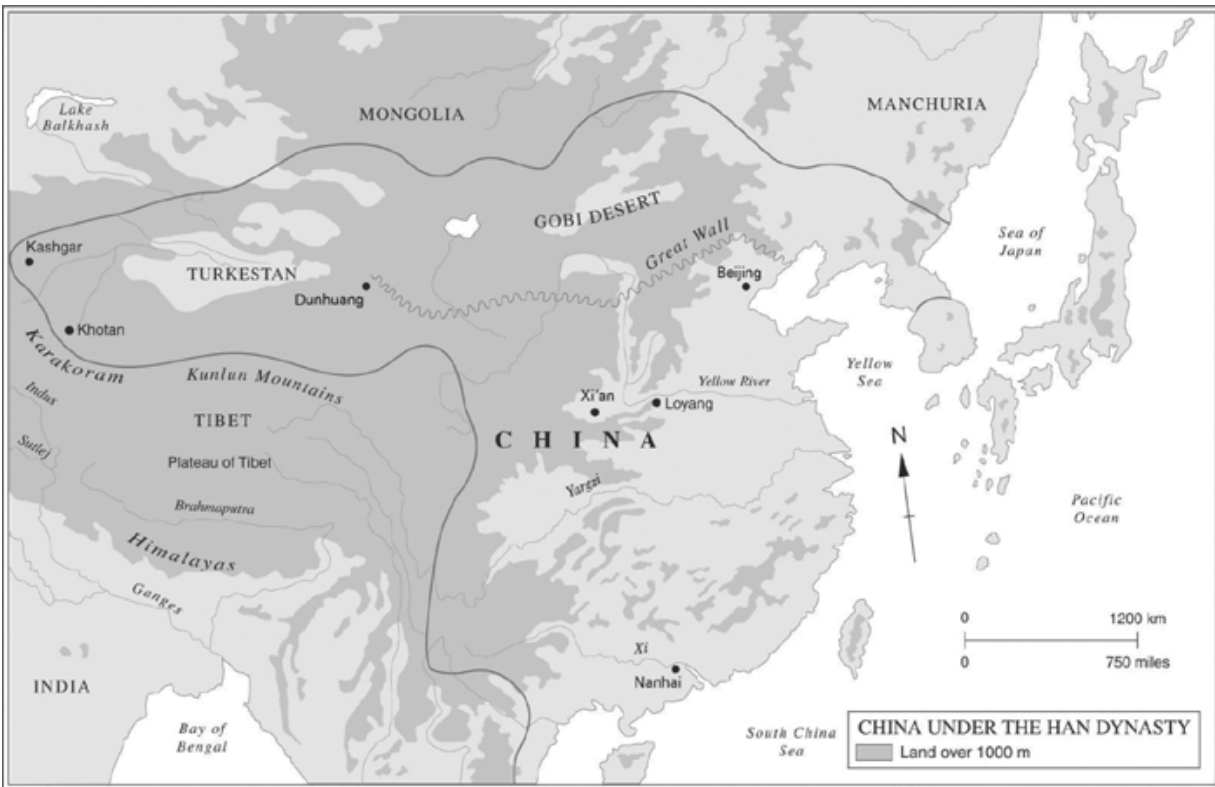 Lake
Balkhash
MONGOLIA
MANCHURIA
GOBI DESERT
Great Wall
Sea of
Japan
Kashgar
TURKESTAN
Dunhuang
Beijing
Khotan
Karakoram
Kunlun Mountains
Yellow
Sea
Indus
TIBET
Xi'an
Yellow River
Loyang
CHINA
N
Sutlej
Plateau of Tibet
Yargzi
Brahmaputra
Pacific
Ocean
Himalayas
Ganges
0 1200 km
0 750 miles
Xi
Nanhai
INDIA
Bay of
Bengal
South China
Sea
CHINA UNDER THE HAN DYNASTY
Land over 1000 m